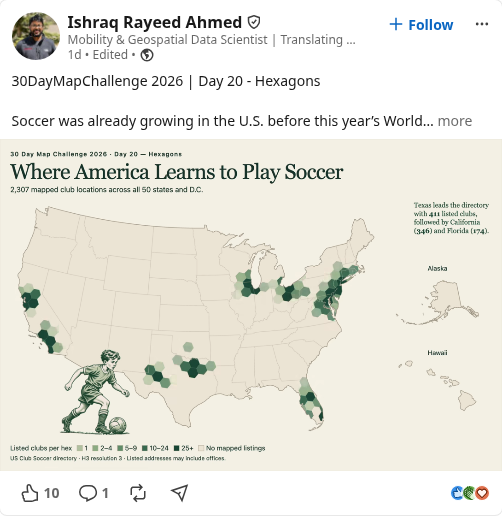 Ishraq Rayeed Ahmed
+ Follow
Mobility & Geospatial Data Scientist | Translating ...
1d • Edited •
30DayMapChallenge 2026 | Day 20 - Hexagons
Soccer was already growing in the U.S. before this year’s World... more
30 Day Map Challenge 2026 · Day 20 — Hexagons
Where America Learns to Play Soccer
2,307 mapped club locations across all 50 states and D.C.
Texas leads the directory
with 411 listed clubs,
followed by California
(346) and Florida (174).
Alaska
Hawaii
Listed clubs per hex 1 2–4 5–9 10–24 25+ No mapped listings
US Club Soccer directory · H3 resolution 3 · Listed addresses may include offices.
10
1